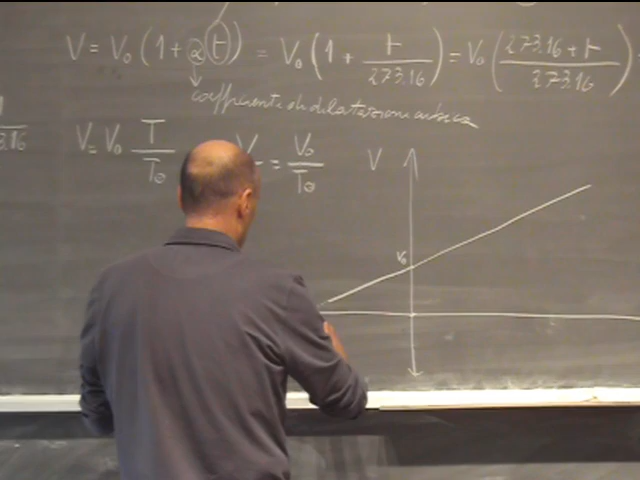 V = V₀ (1 + α t) = V₀ (1 + t/273.16) = V₀ (273.16 + t / 273.16)
coefficiente di dilatazione cubica
V = V₀ T/T₀
= V₀/T₀
V
V₀